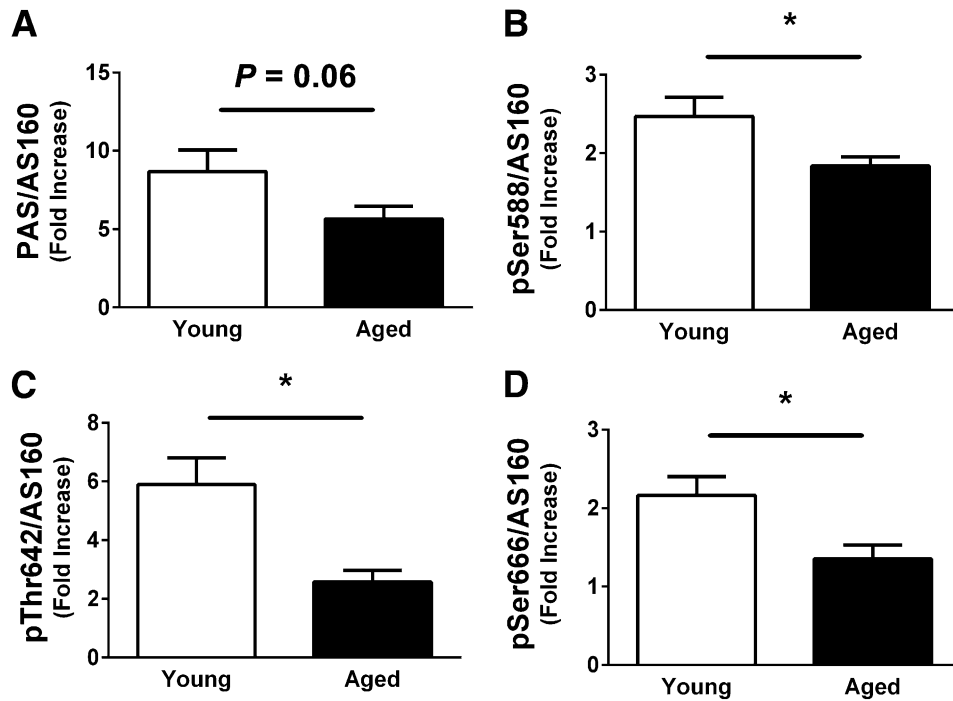 A
PAS/AS160
(Fold Increase)
15
10
5
0
P = 0.06
Young
Aged
B
pSer588/AS160
(Fold Increase)
3
2
1
0
*
Young
Aged
C
pThr642/AS160
(Fold Increase)
8
6
4
2
0
*
Young
Aged
D
pSer666/AS160
(Fold Increase)
3
2
1
0
*
Young
Aged